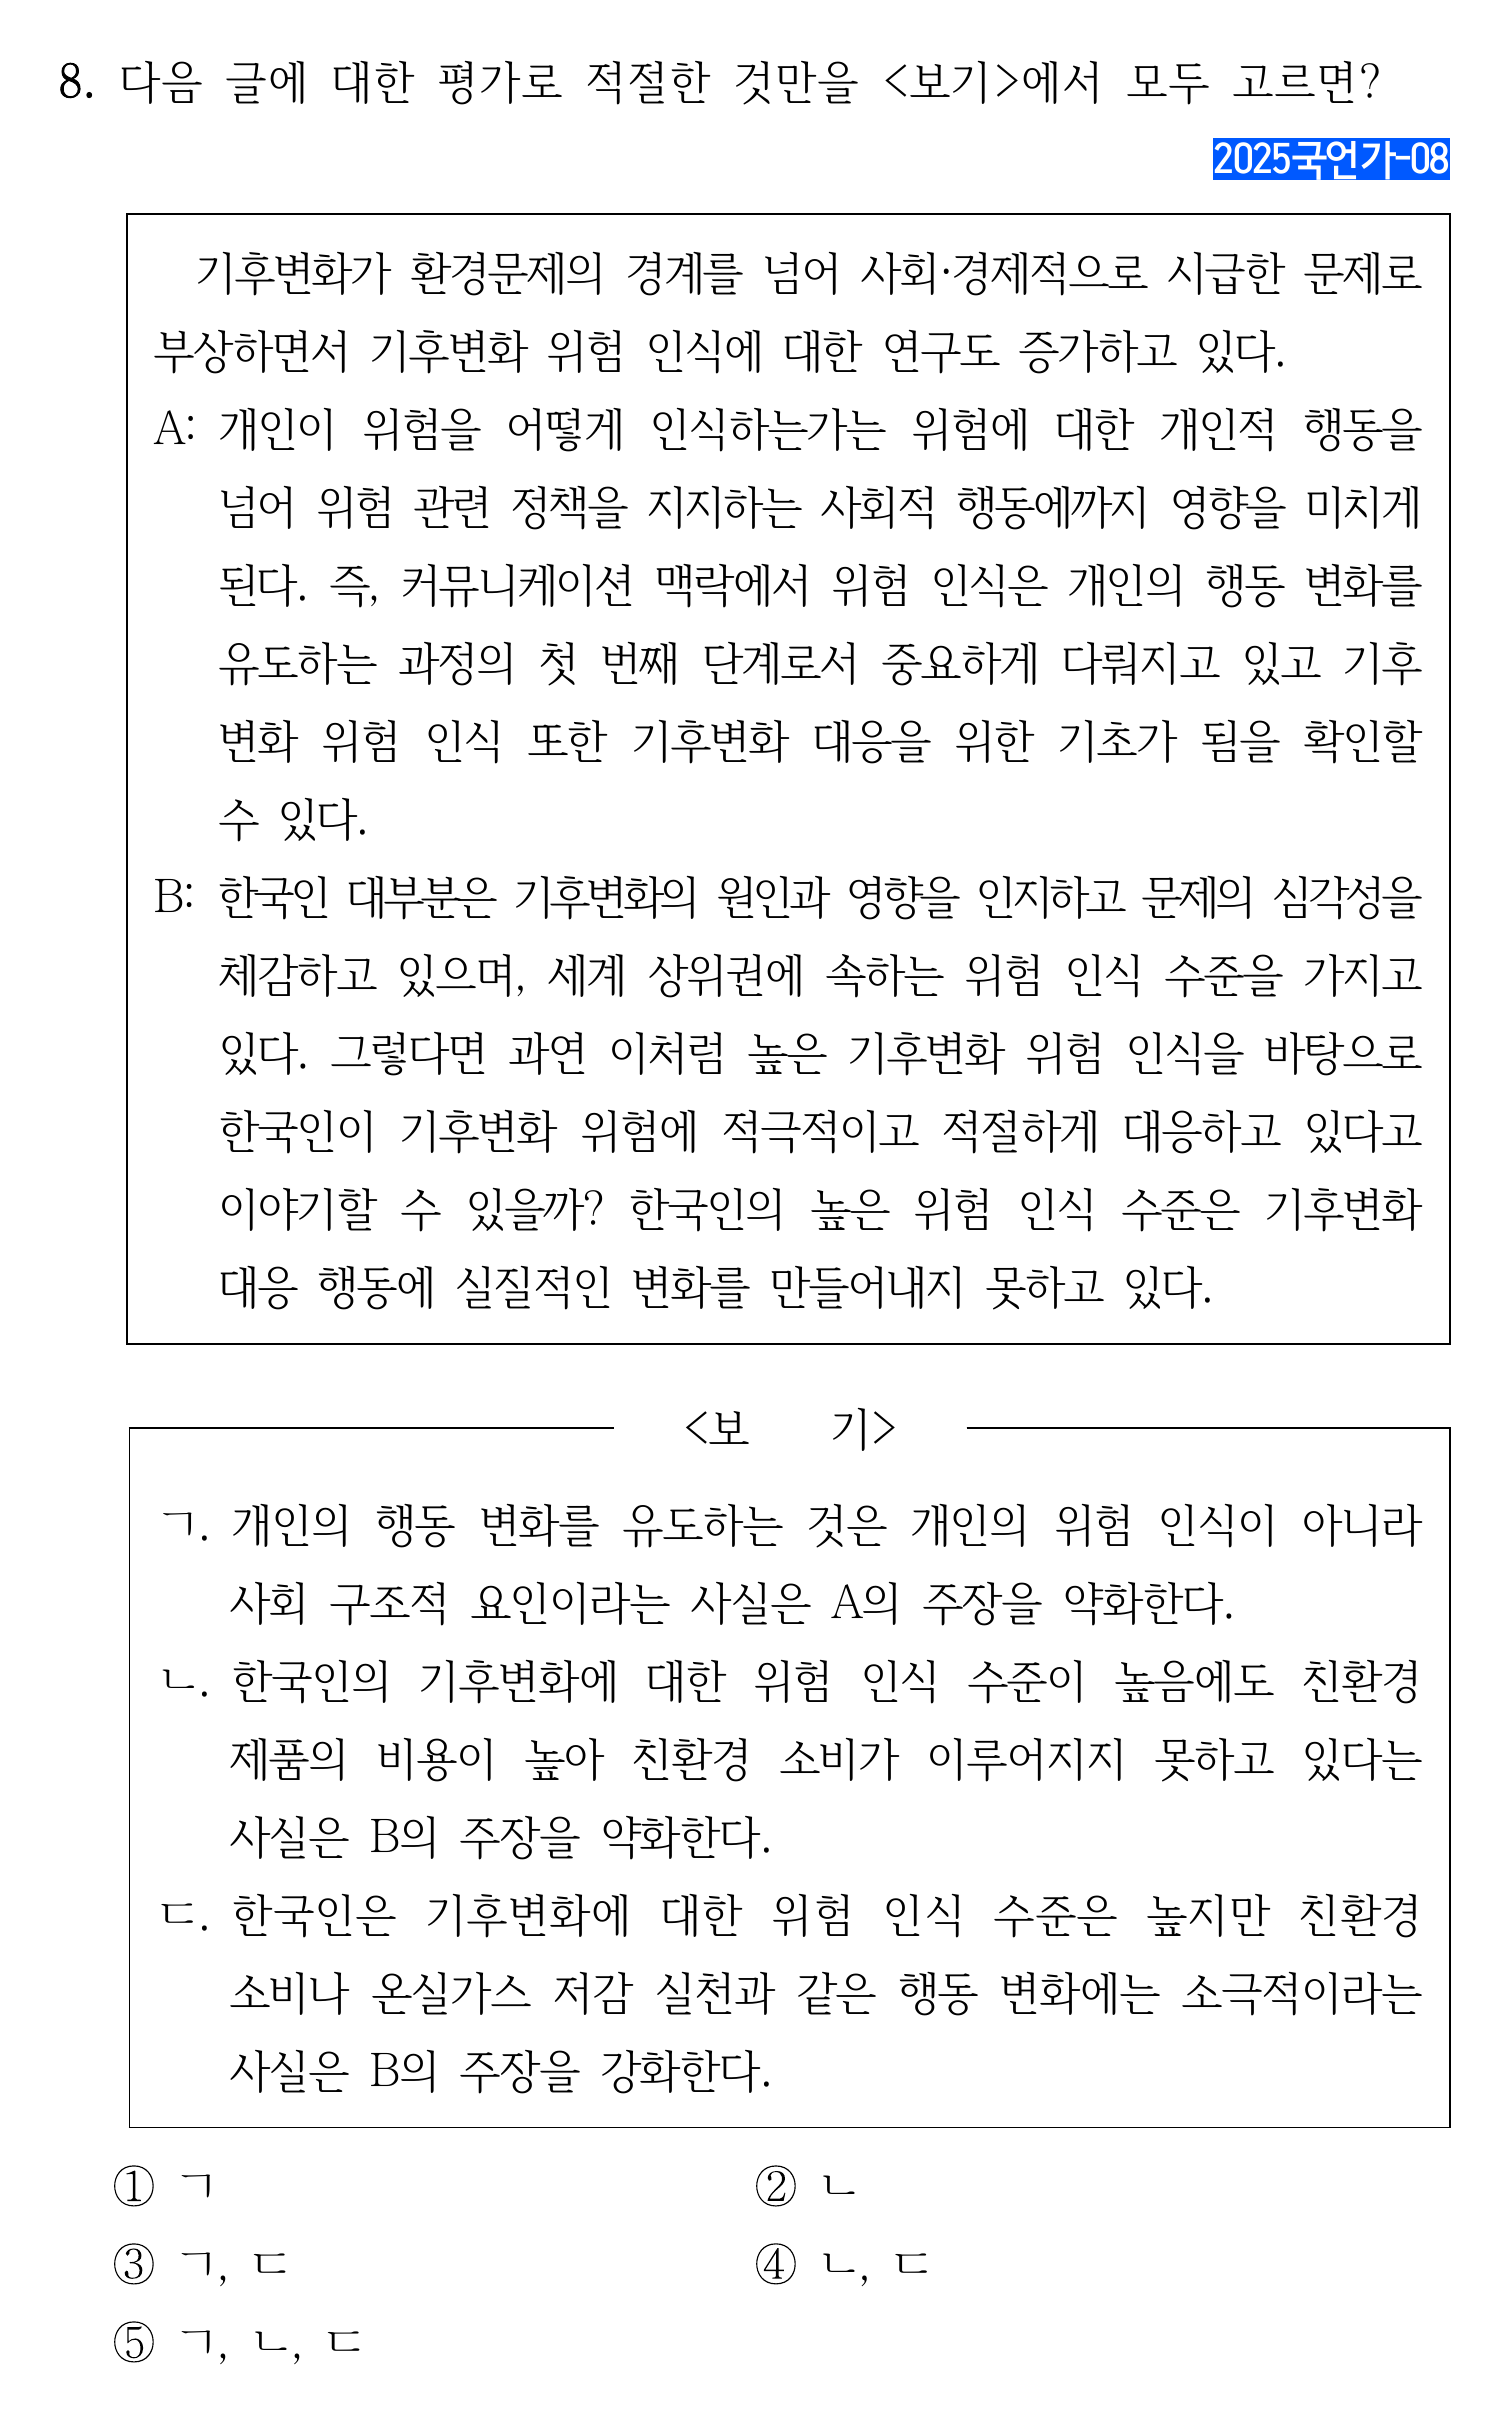 8. 다음 글에 대한 평가로 적절한 것만을 <보기>에서 모두 고르면?
2025국언가-08
기후변화가 환경문제의 경계를 넘어 사회·경제적으로 시급한 문제로
부상하면서 기후변화 위험 인식에 대한 연구도 증가하고 있다.
A: 개인이 위험을 어떻게 인식하는가는 위험에 대한 개인적 행동을
넘어 위험 관련 정책을 지지하는 사회적 행동에까지 영향을 미치게
된다. 즉, 커뮤니케이션 맥락에서 위험 인식은 개인의 행동 변화를
유도하는 과정의 첫 번째 단계로서 중요하게 다뤄지고 있고 기후
변화 위험 인식 또한 기후변화 대응을 위한 기초가 됨을 확인할
수 있다.
B: 한국인 대부분은 기후변화의 원인과 영향을 인지하고 문제의 심각성을
체감하고 있으며, 세계 상위권에 속하는 위험 인식 수준을 가지고
있다. 그렇다면 과연 이처럼 높은 기후변화 위험 인식을 바탕으로
한국인이 기후변화 위험에 적극적이고 적절하게 대응하고 있다고
이야기할 수 있을까? 한국인의 높은 위험 인식 수준은 기후변화
대응 행동에 실질적인 변화를 만들어내지 못하고 있다.
<보 기>
ㄱ. 개인의 행동 변화를 유도하는 것은 개인의 위험 인식이 아니라
사회 구조적 요인이라는 사실은 A의 주장을 약화한다.
ㄴ. 한국인의 기후변화에 대한 위험 인식 수준이 높음에도 친환경
제품의 비용이 높아 친환경 소비가 이루어지지 못하고 있다는
사실은 B의 주장을 약화한다.
ㄷ. 한국인은 기후변화에 대한 위험 인식 수준은 높지만 친환경
소비나 온실가스 저감 실천과 같은 행동 변화에는 소극적이라는
사실은 B의 주장을 강화한다.
① ㄱ ② ㄴ
③ ㄱ, ㄷ ④ ㄴ, ㄷ
⑤ ㄱ, ㄴ, ㄷ